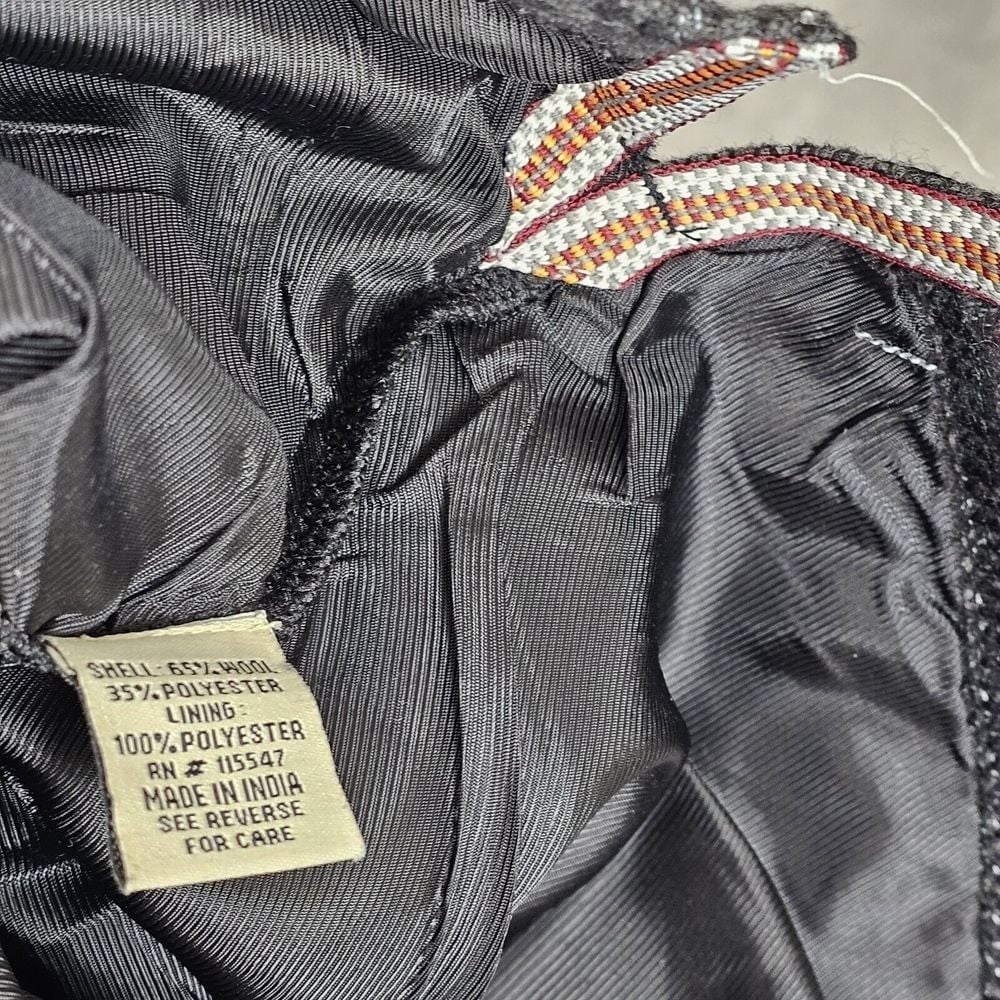 SHELL: 65% WOOL
35% POLYESTER
LINING:
100% POLYESTER
RN # 115547
MADE IN INDIA
SEE REVERSE
FOR CARE